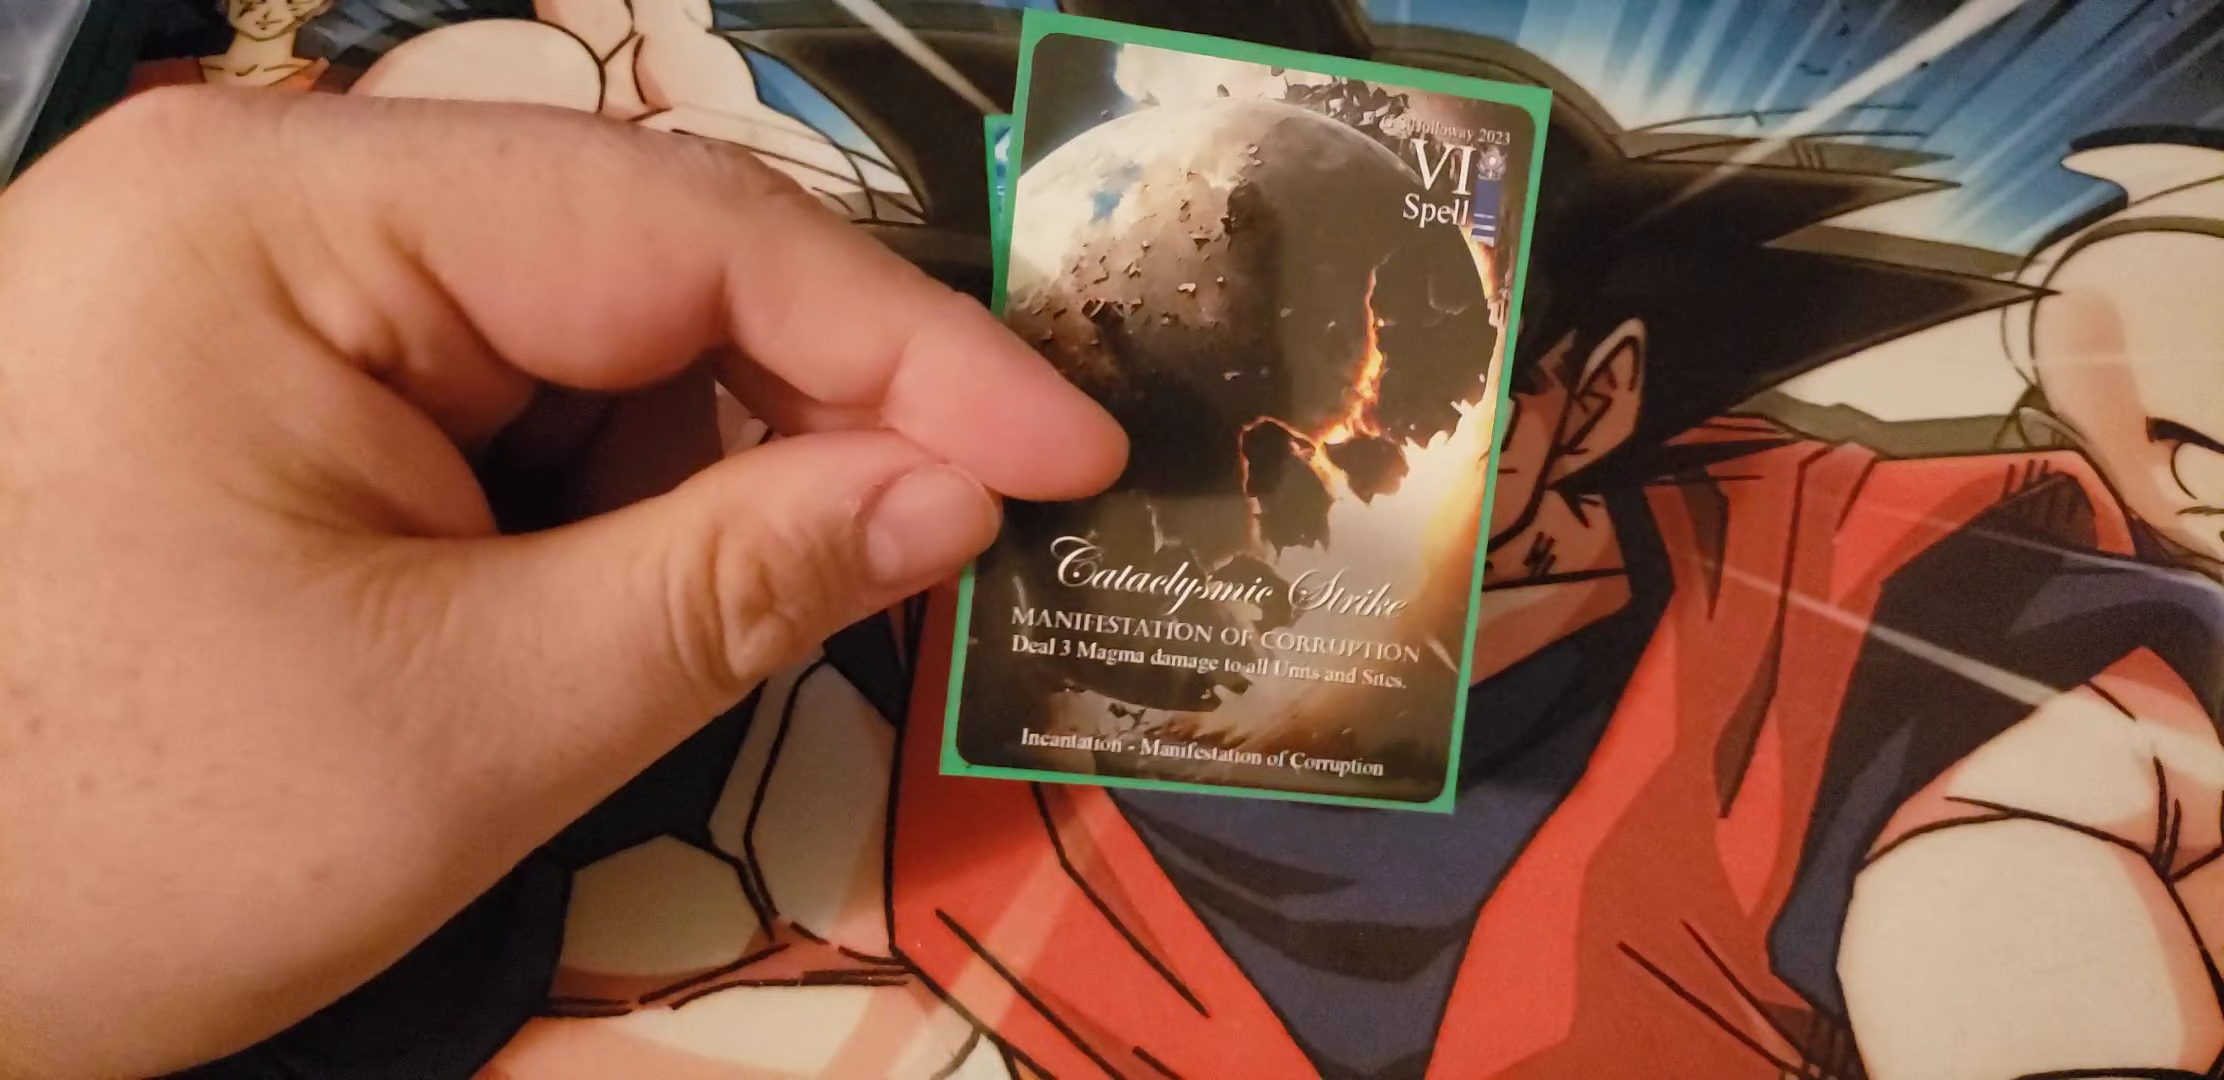 Holloway 2023
VI
Spell
Cataclysmic Strike
MANIFESTATION OF CORRUPTION
Deal 3 Magma damage to all Units and Sites.
Incantation - Manifestation of Corruption